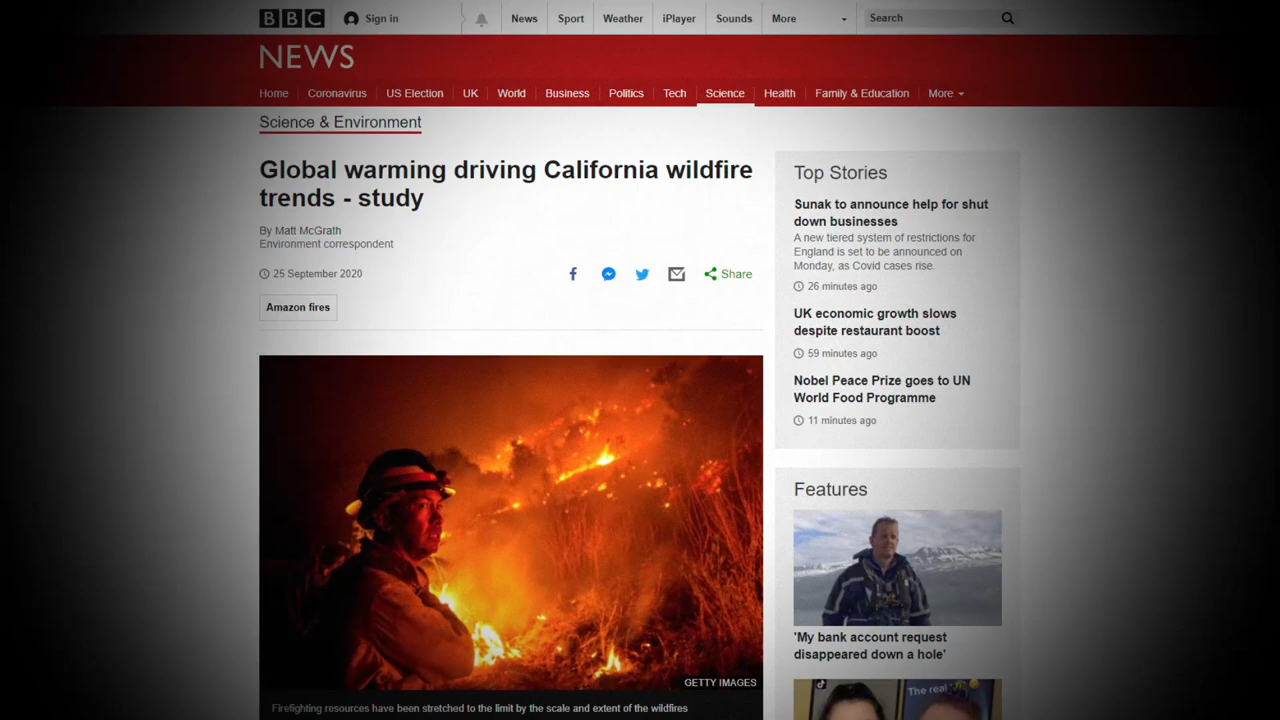 BBC
Sign in
News
Sport
Weather
iPlayer
Sounds
More
Search
NEWS
Home
Coronavirus
US Election
UK
World
Business
Politics
Tech
Science
Health
Family & Education
More
Science & Environment
Global warming driving California wildfire
trends - study
By Matt McGrath
Environment correspondent
25 September 2020
Share
Amazon fires
GETTY IMAGES
Firefighting resources have been stretched to the limit by the scale and extent of the wildfires
Top Stories
Sunak to announce help for shut
down businesses
A new tiered system of restrictions for
England is set to be announced on
Monday, as Covid cases rise.
26 minutes ago
UK economic growth slows
despite restaurant boost
59 minutes ago
Nobel Peace Prize goes to UN
World Food Programme
11 minutes ago
Features
'My bank account request
disappeared down a hole'
The real